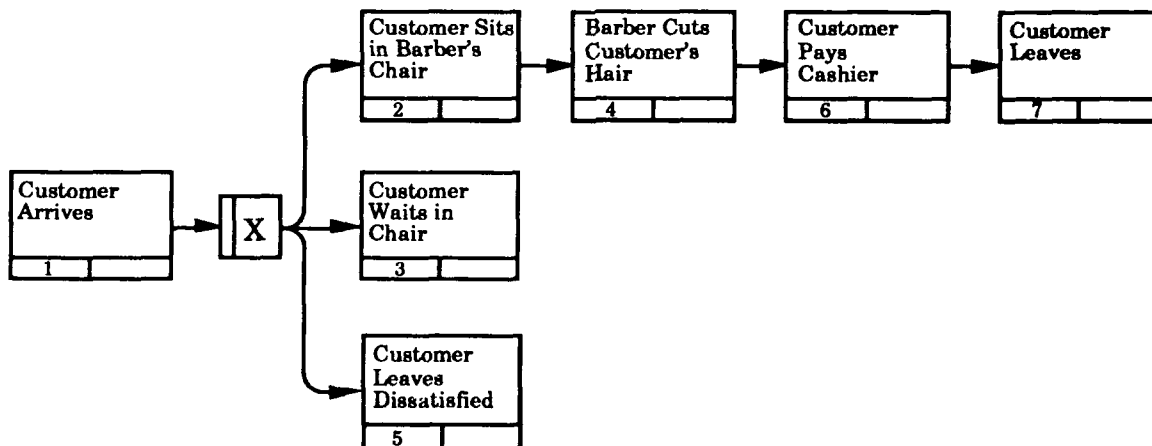 Customer Sits
in Barber's
Chair
2
Barber Cuts
Customer's
Hair
4
Customer
Pays
Cashier
6
Customer
Leaves
7
Customer
Arrives
1
X
Customer
Waits in
Chair
3
Customer
Leaves
Dissatisfied
5